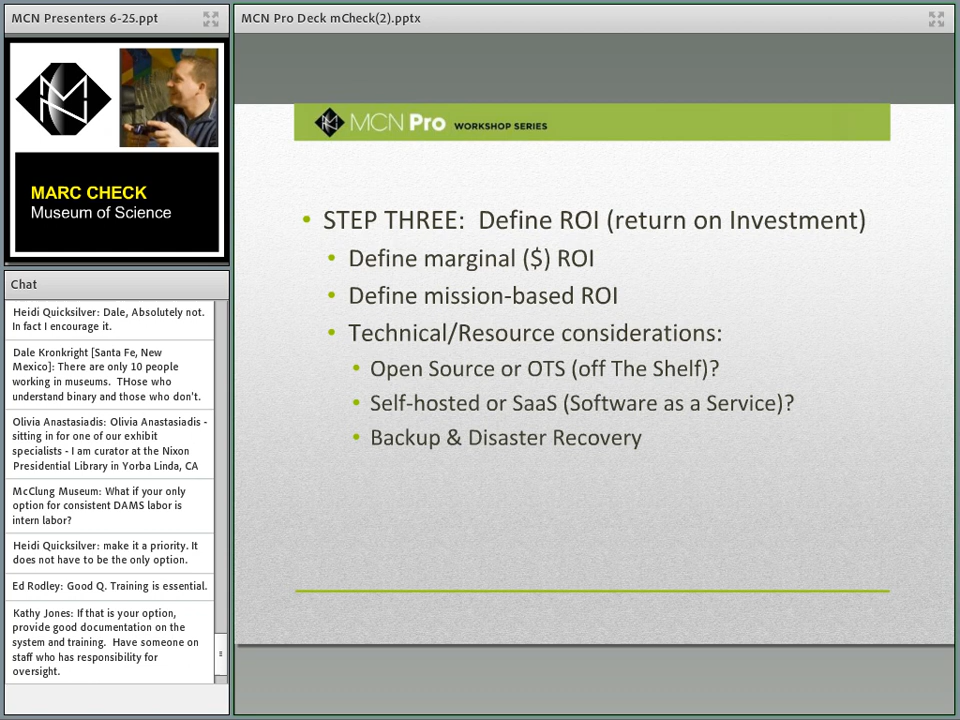 MCN Presenters 6-25.ppt
MARC CHECK
Museum of Science
Chat
Heidi Quicksilver: Dale, Absolutely not.
In fact I encourage it.
Dale Kronkright [Santa Fe, New
Mexico]: There are only 10 people
working in museums. THose who
understand binary and those who don't.
Olivia Anastasiadis: Olivia Anastasiadis -
sitting in for one of our exhibit
specialists - I am curator at the Nixon
Presidential Library in Yorba Linda, CA
McClung Museum: What if your only
option for consistent DAMS labor is
intern labor?
Heidi Quicksilver: make it a priority. It
does not have to be the only option.
Ed Rodley: Good Q. Training is essential.
Kathy Jones: If that is your option,
provide good documentation on the
system and training. Have someone on
staff who has responsibility for
oversight.
MCN Pro Deck mCheck(2).pptx
MCN Pro WORKSHOP SERIES
• STEP THREE: Define ROI (return on Investment)
• Define marginal ($) ROI
• Define mission-based ROI
• Technical/Resource considerations:
• Open Source or OTS (off The Shelf)?
• Self-hosted or SaaS (Software as a Service)?
• Backup & Disaster Recovery